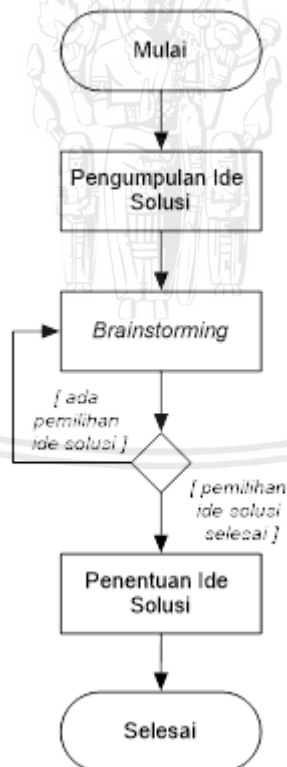 Mulai
Pengumpulan Ide
Solusi
Brainstorming
[ ada
pemilihan
ide solusi ]
[ pemilihan
ide solusi
selesai ]
Penentuan Ide
Solusi
Selesai